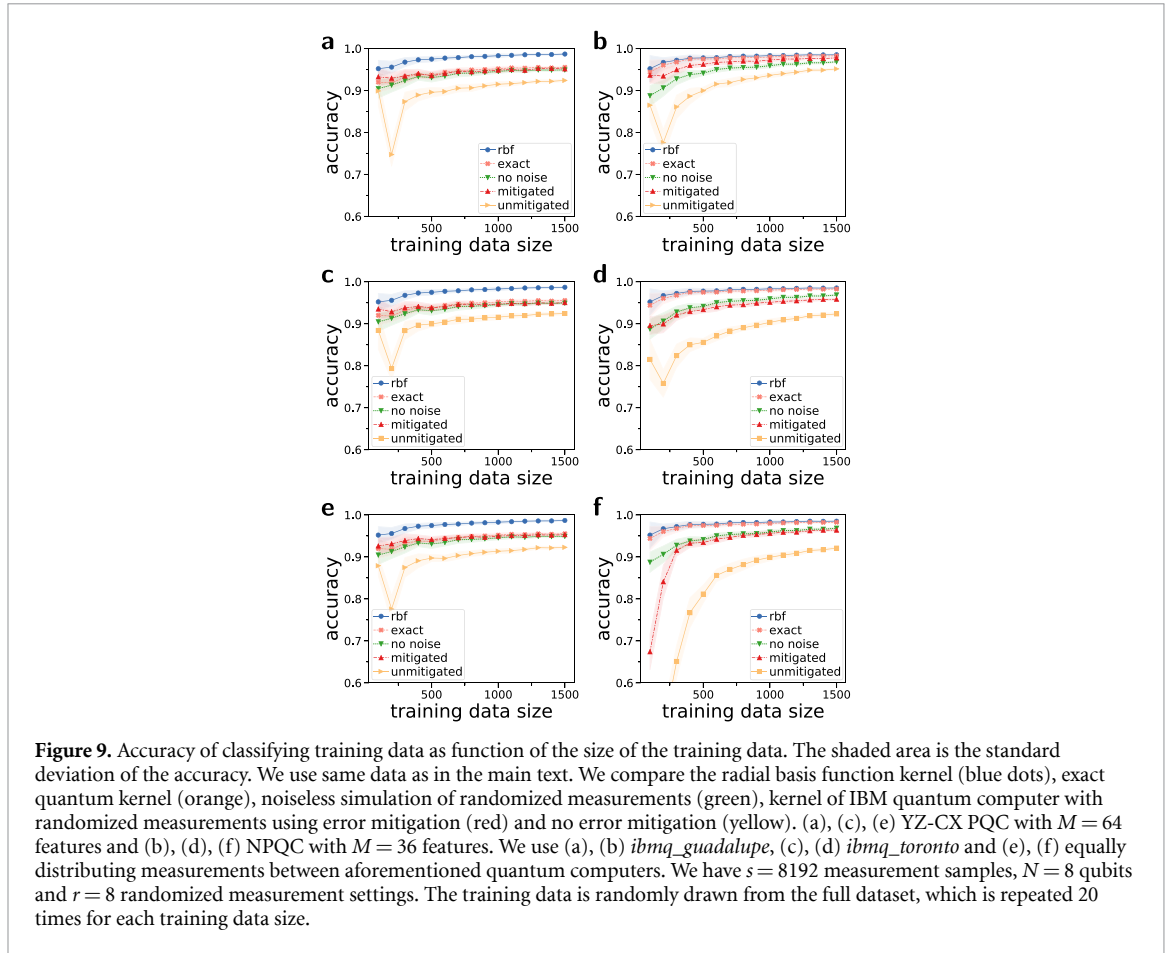 a
1.0
0.9
0.8
0.7
0.6
accuracy
rbf
exact
no noise
mitigated
unmitigated
500
1000
1500
training data size
b
1.0
0.9
0.8
0.7
0.6
accuracy
rbf
exact
no noise
mitigated
unmitigated
500
1000
1500
training data size
c
1.0
0.9
0.8
0.7
0.6
accuracy
rbf
exact
no noise
mitigated
unmitigated
500
1000
1500
training data size
d
1.0
0.9
0.8
0.7
0.6
accuracy
rbf
exact
no noise
mitigated
unmitigated
500
1000
1500
training data size
e
1.0
0.9
0.8
0.7
0.6
accuracy
rbf
exact
no noise
mitigated
unmitigated
500
1000
1500
training data size
f
1.0
0.9
0.8
0.7
0.6
accuracy
rbf
exact
no noise
mitigated
unmitigated
500
1000
1500
training data size
Figure 9. Accuracy of classifying training data as function of the size of the training data. The shaded area is the standard
deviation of the accuracy. We use same data as in the main text. We compare the radial basis function kernel (blue dots), exact
quantum kernel (orange), noiseless simulation of randomized measurements (green), kernel of IBM quantum computer with
randomized measurements using error mitigation (red) and no error mitigation (yellow). (a), (c), (e) YZ-CX PQC with M = 64
features and (b), (d), (f) NPQC with M = 36 features. We use (a), (b) ibmq_guadalupe, (c), (d) ibmq_toronto and (e), (f) equally
distributing measurements between aforementioned quantum computers. We have s = 8192 measurement samples, N = 8 qubits
and r = 8 randomized measurement settings. The training data is randomly drawn from the full dataset, which is repeated 20
times for each training data size.